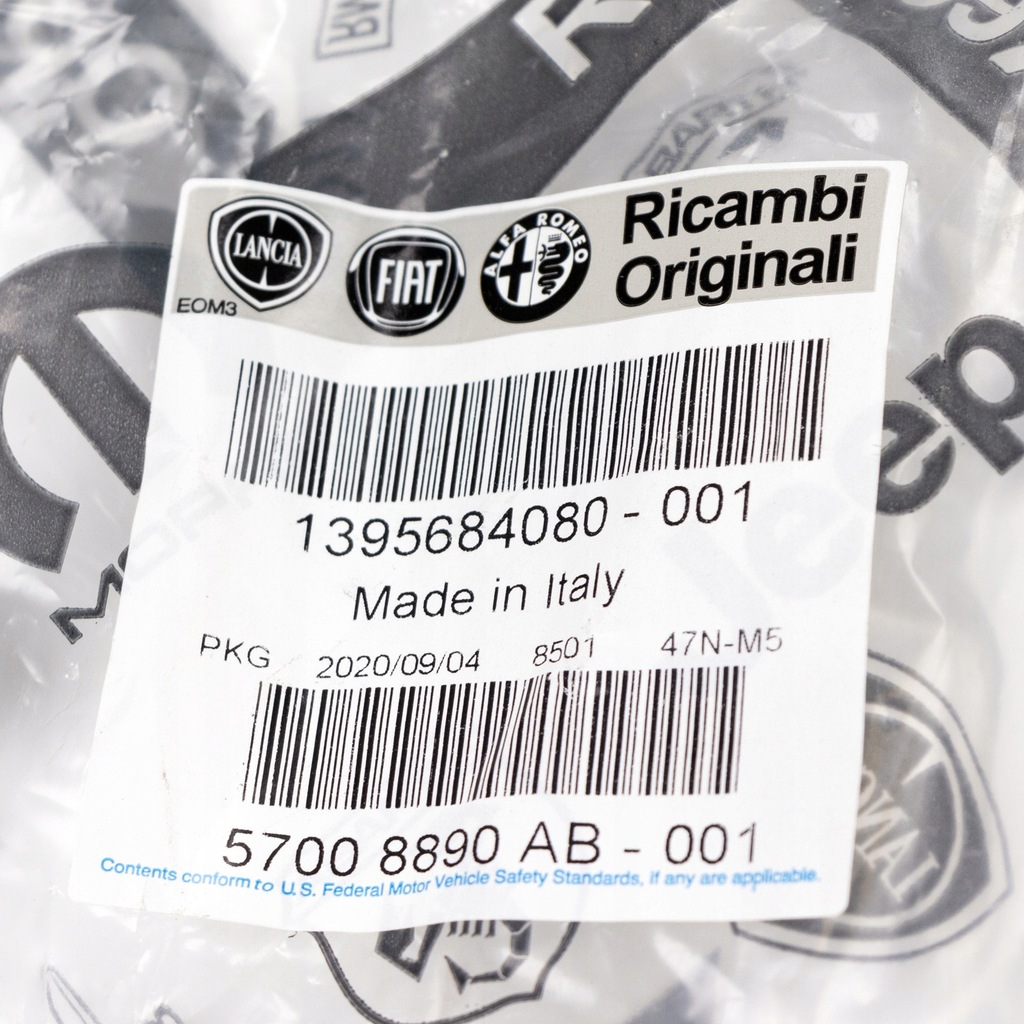 LANCIA
FIAT
ALFA ROMEO
Ricambi
Originali
EOM3
1395684080 - 001
Made in Italy
PKG 2020/09/04 8501 47N-M5
5700 8890 AB - 001
Contents conform to U.S. Federal Motor Vehicle Safety Standards, if any are applicable.
Jeep